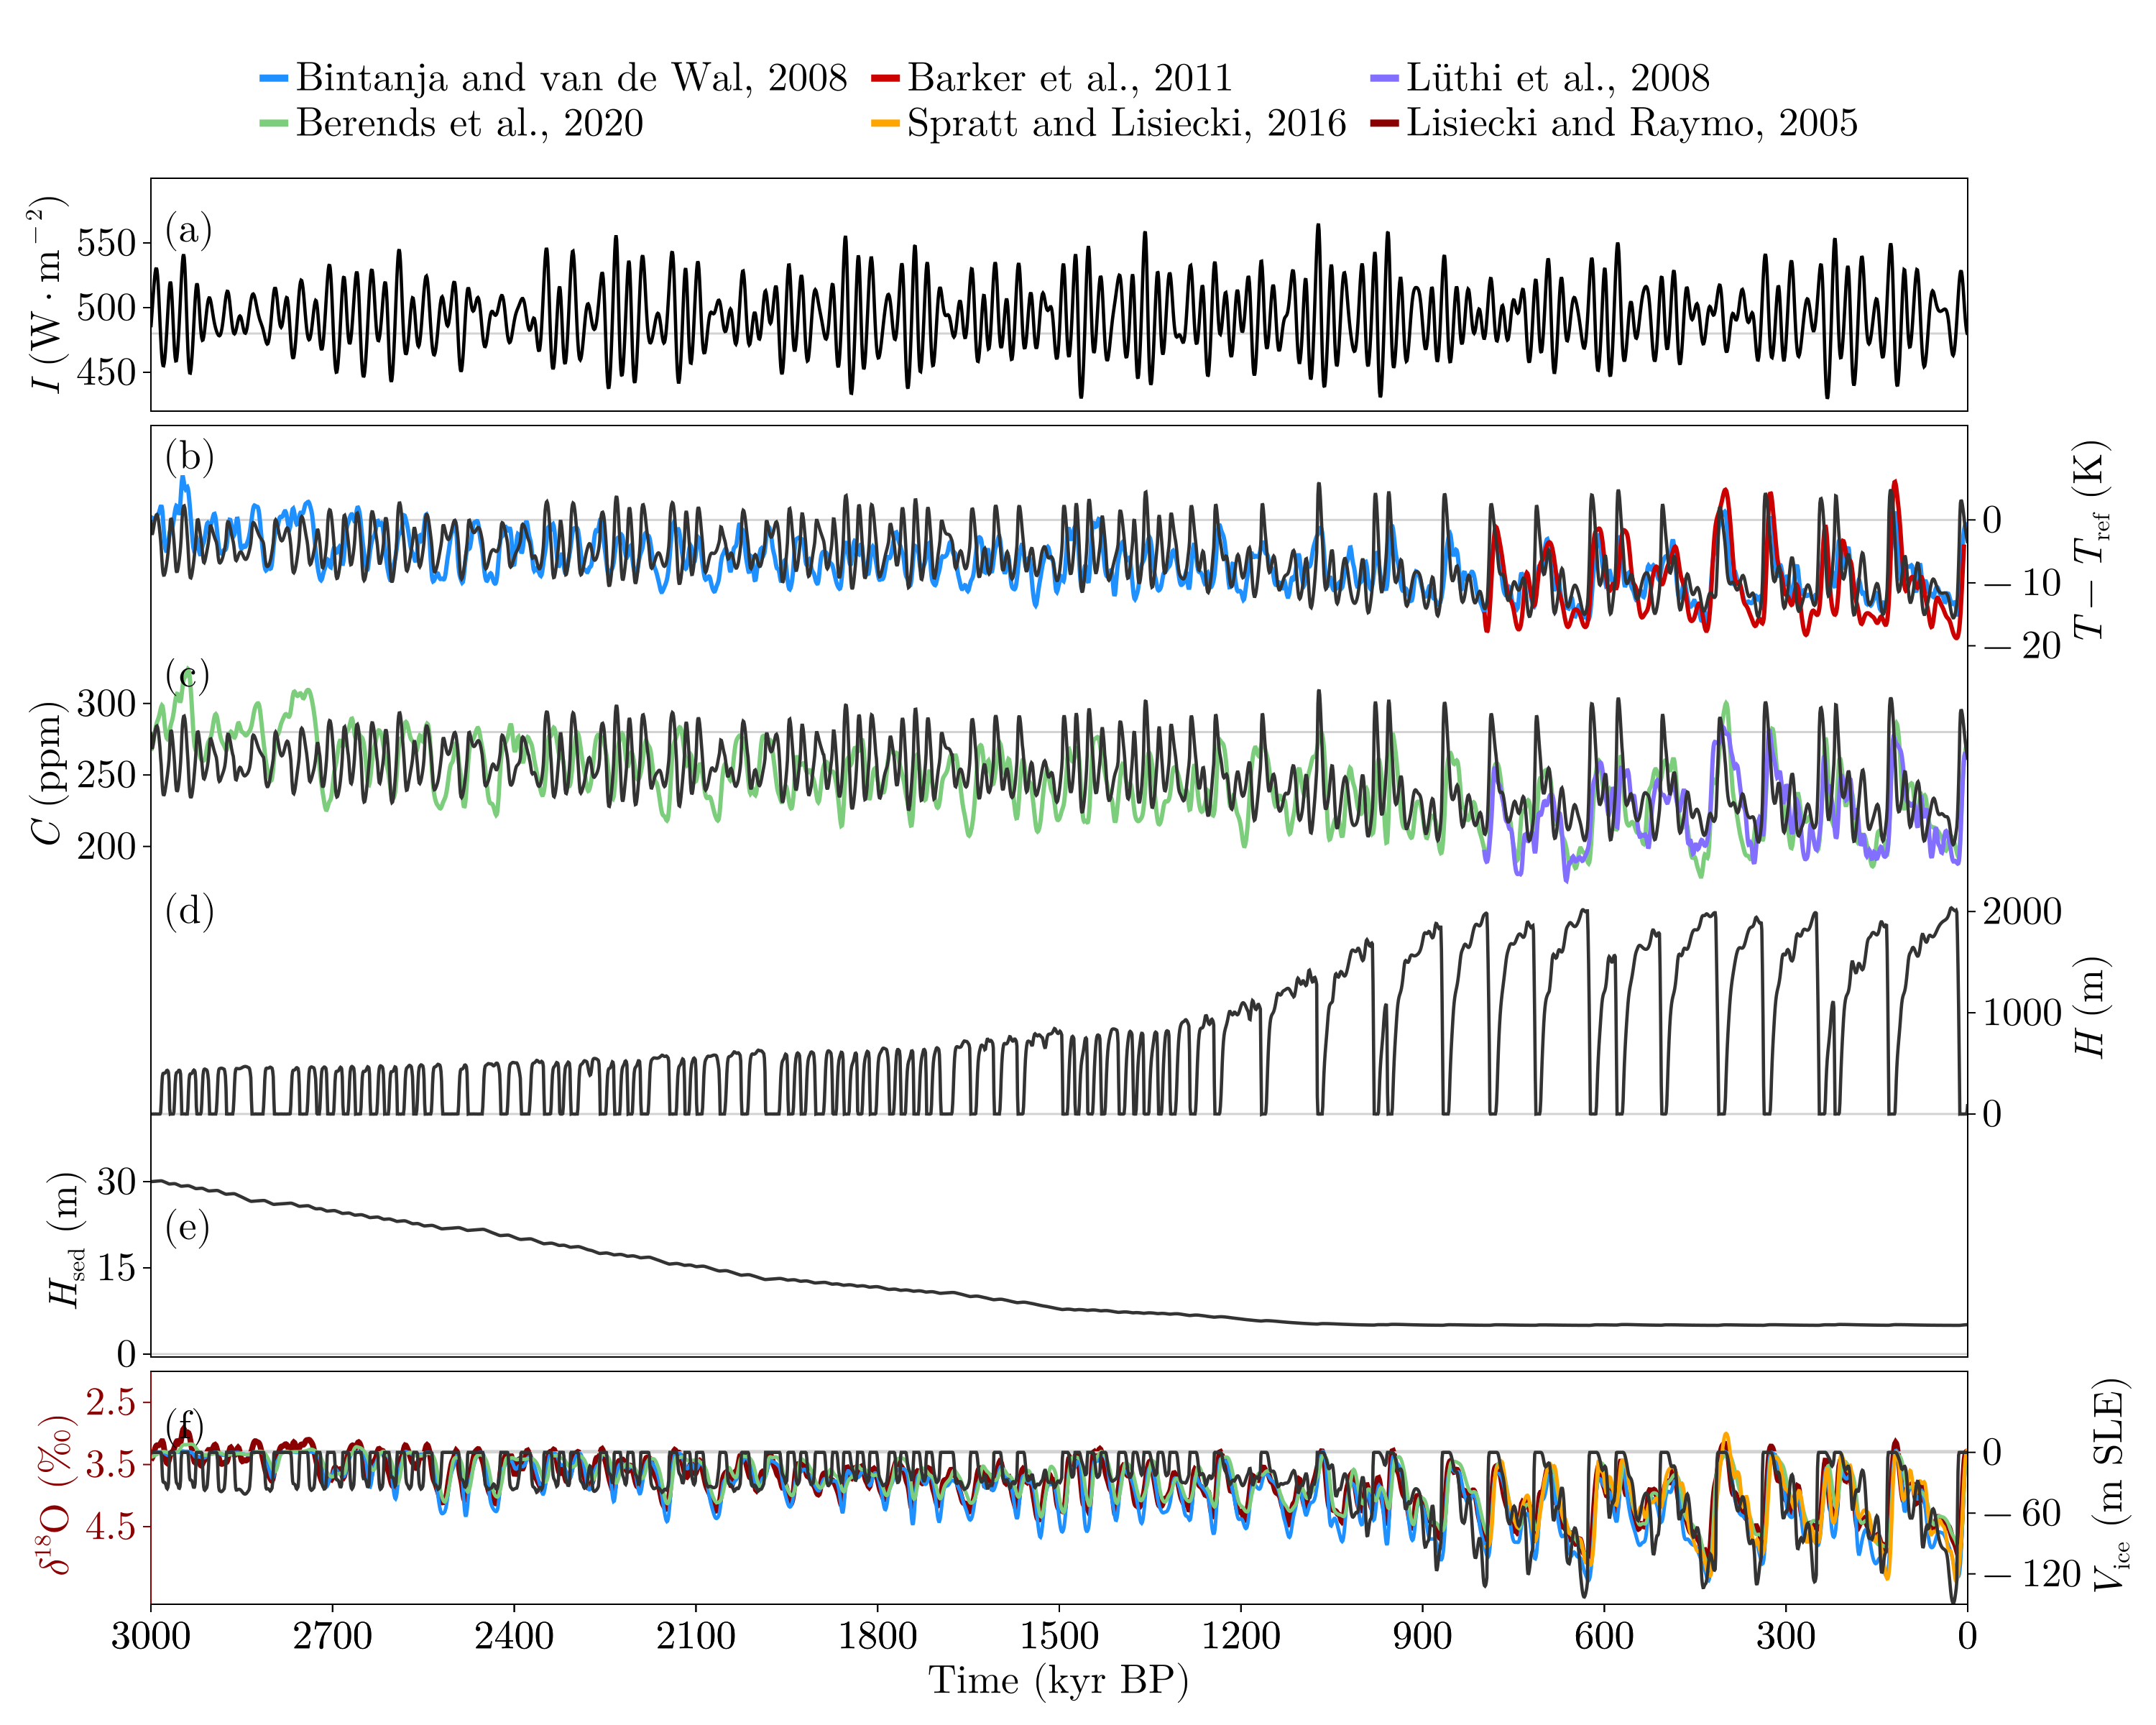 Bintanja and van de Wal, 2008 Barker et al., 2011 Lüthi et al., 2008
Berends et al., 2020 Spratt and Lisiecki, 2016 Lisiecki and Raymo, 2005
(a)
I (W · m⁻²)
550
500
450
(b)
T − T_ref (K)
0
− 10
− 20
(c)
C (ppm)
300
250
200
(d)
H (m)
2000
1000
0
(e)
H_sed (m)
30
15
0
(f)
δ¹⁸O (‰)
2.5
3.5
4.5
V_ice (m SLE)
0
− 60
− 120
3000 2700 2400 2100 1800 1500 1200 900 600 300 0
Time (kyr BP)